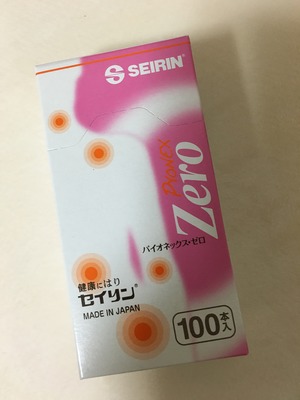 SEIRIN®
PYONEX
Zero
パイオネックス・ゼロ
健康にはり
セイリン®
MADE IN JAPAN
100本入